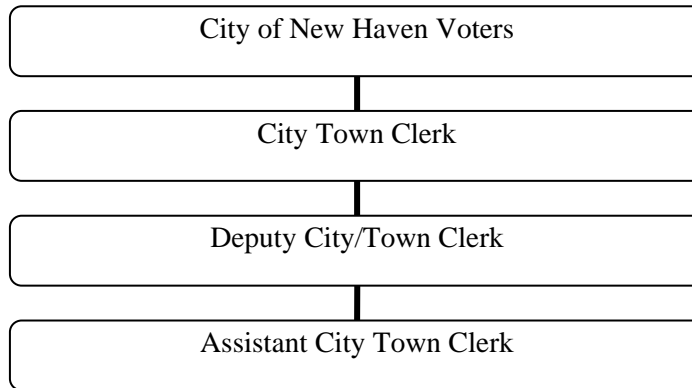 City of New Haven Voters
City Town Clerk
Deputy City/Town Clerk
Assistant City Town Clerk